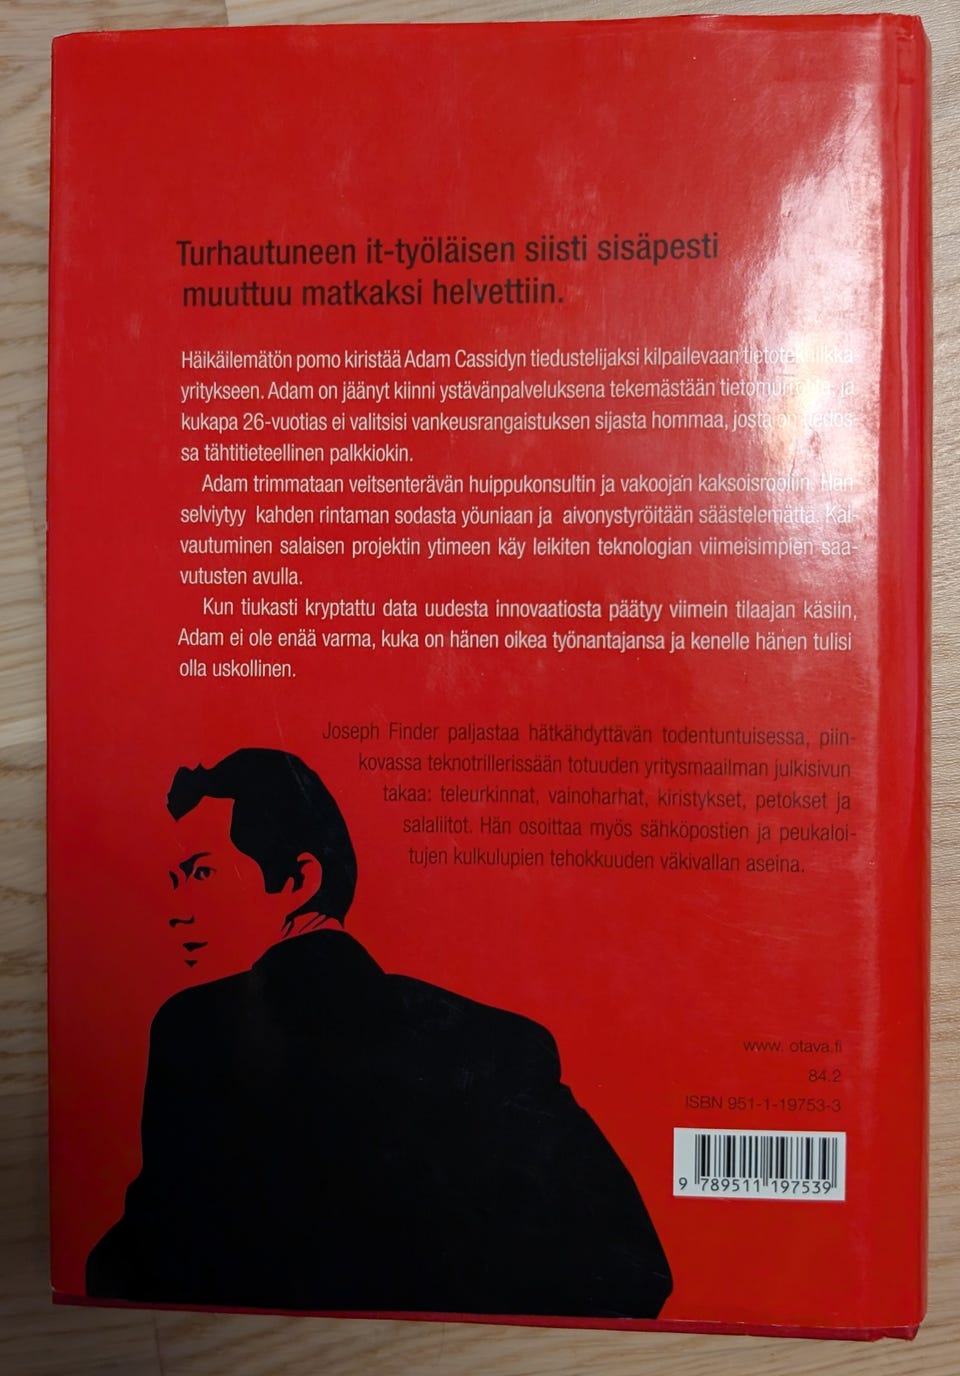 Turhautuneen it-työläisen siisti sisäpesti
muuttuu matkaksi helvettiin.
Häikäilemätön pomo kiristää Adam Cassidyn tiedustelijaksi kilpailevaan tietotekniikka-
yritykseen. Adam on jäänyt kiinni ystävänpalveluksena tekemästään tietomurrosta, ja
kukapa 26-vuotias ei valitsisi vankeusrangaistuksen sijasta hommaa, josta on tiedos-
sa tähtitieteellinen palkkiokin.
Adam trimmataan veitsenterävän huippukonsultin ja vakoojan kaksoisrooliin. Hän
selviytyy kahden rintaman sodasta yöuniaan ja aivonystyröitään säästelemättä. Kai-
vautuminen salaisen projektin ytimeen käy leikiten teknologian viimeisimpien saa-
vutusten avulla.
Kun tiukasti kryptattu data uudesta innovaatiosta päätyy viimein tilaajan käsiin,
Adam ei ole enää varma, kuka on hänen oikea työnantajansa ja kenelle hänen tulisi
olla uskollinen.
Joseph Finder paljastaa hätkähdyttävän todentuntuisessa, piin-
kovassa teknotrillerissään totuuden yritysmaailman julkisivun
takaa: teleurkinnat, vainoharhat, kiristykset, petokset ja
salaliitot. Hän osoittaa myös sähköpostien ja peukaloi-
tujen kulkulupien tehokkuuden väkivallan aseina.
www. otava.fi
84.2
ISBN 951-1-19753-3
9 789511 197539